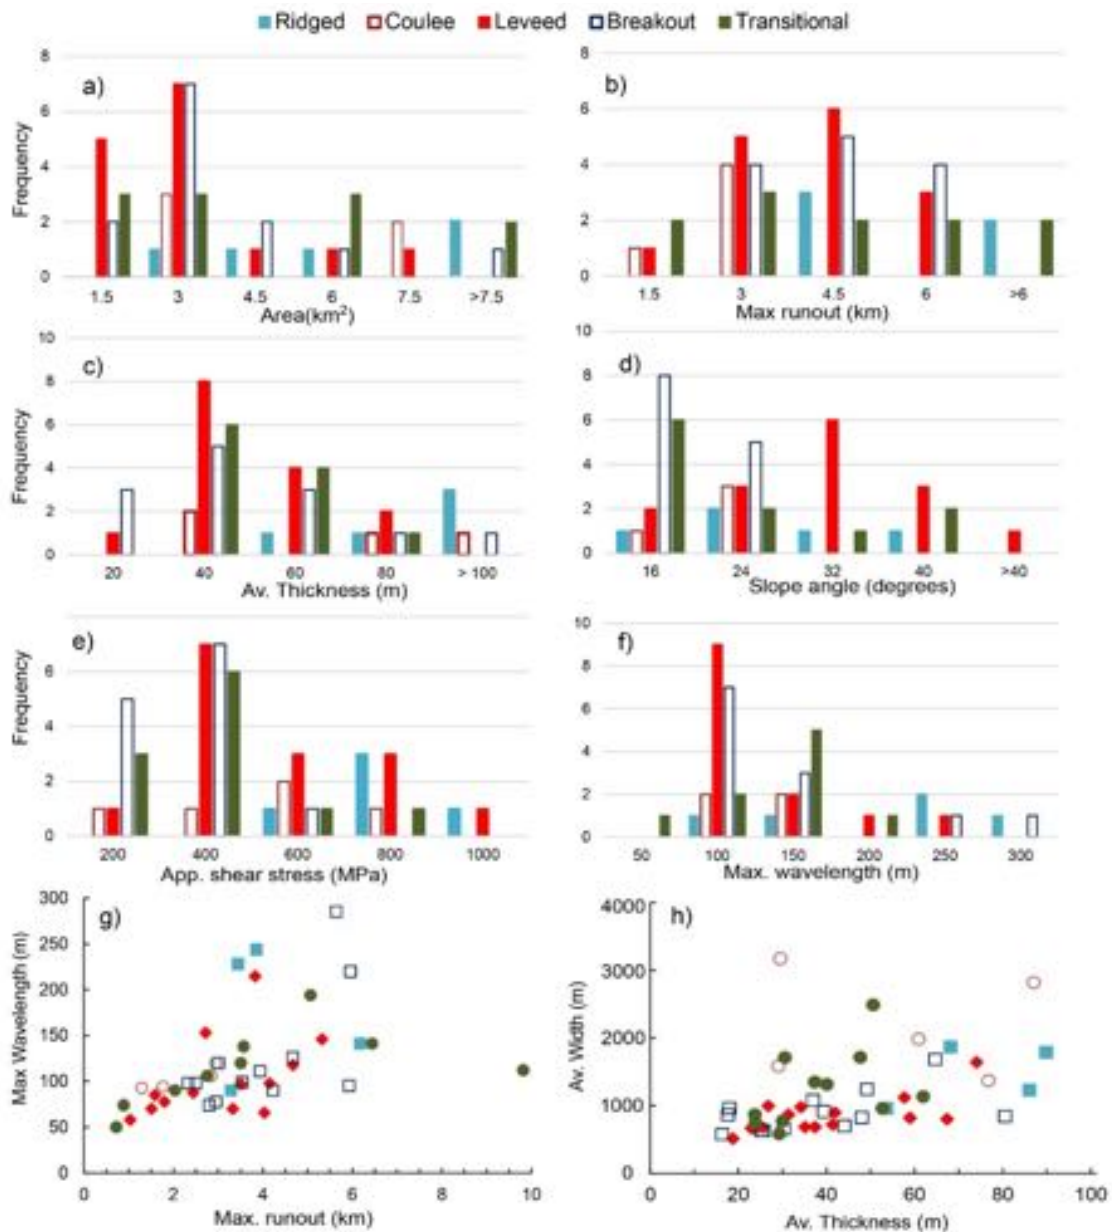 Ridged Coulee Leveed Breakout Transitional
a)
8
6
4
2
0
Frequency
1.5 3 4.5 6 7.5 >7.5
Area(km²)
b)
8
6
4
2
0
1.5 3 4.5 6 >6
Max runout (km)
c)
10
8
6
4
2
0
Frequency
20 40 60 80 > 100
Av. Thickness (m)
d)
10
8
6
4
2
0
16 24 32 40 >40
Slope angle (degrees)
e)
6
4
2
0
Frequency
200 400 600 800 1000
App. shear stress (MPa)
f)
10
8
6
4
2
0
50 100 150 200 250 300
Max. wavelength (m)
g)
300
250
200
150
100
50
0
Max Wavelength (m)
0 2 4 6 8 10
Max. runout (km)
h)
4000
3000
2000
1000
0
Av. Width (m)
0 20 40 60 80 100
Av. Thickness (m)